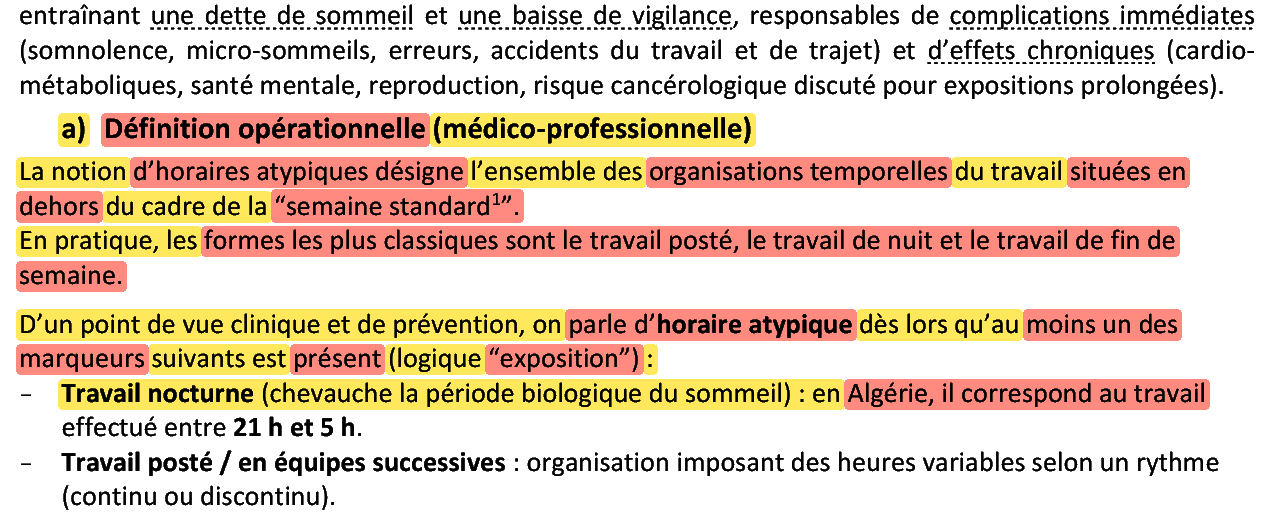 entraînant une dette de sommeil et une baisse de vigilance, responsables de complications immédiates
(somnolence, micro-sommeils, erreurs, accidents du travail et de trajet) et d’effets chroniques (cardio-
métaboliques, santé mentale, reproduction, risque cancérologique discuté pour expositions prolongées).
a) Définition opérationnelle (médico-professionnelle)
La notion d’horaires atypiques désigne l’ensemble des organisations temporelles du travail situées en
dehors du cadre de la “semaine standard¹”.
En pratique, les formes les plus classiques sont le travail posté, le travail de nuit et le travail de fin de
semaine.
D’un point de vue clinique et de prévention, on parle d’horaire atypique dès lors qu’au moins un des
marqueurs suivants est présent (logique “exposition”) :
- Travail nocturne (chevauche la période biologique du sommeil) : en Algérie, il correspond au travail
effectué entre 21 h et 5 h.
- Travail posté / en équipes successives : organisation imposant des heures variables selon un rythme
(continu ou discontinu).